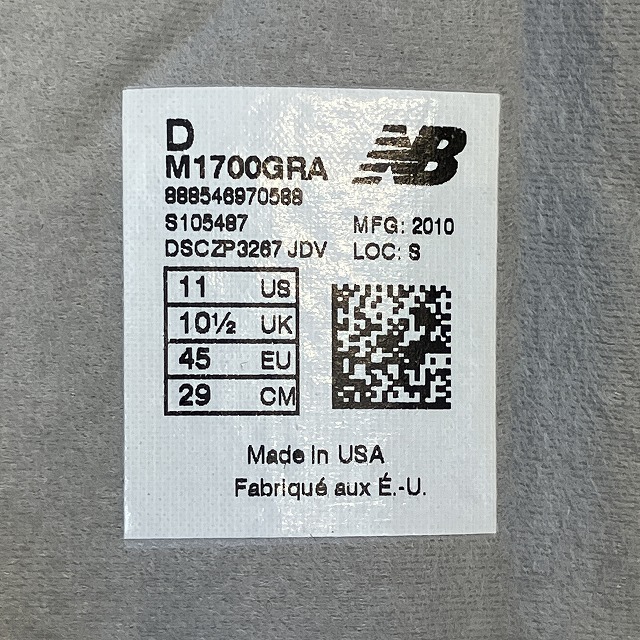 D
M1700GRA
NB
888546970588
S105487
MFG: 2010
DSCZP3267 JDV
LOC: S
11 US
10½ UK
45 EU
29 CM
Made in USA
Fabriqué aux É.-U.